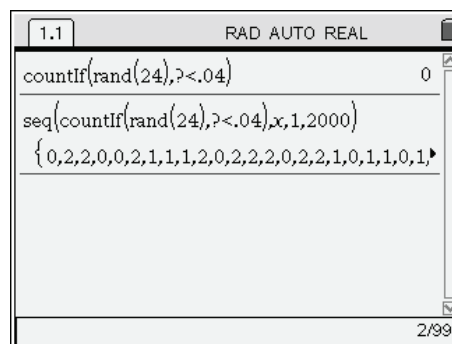 1.1 RAD AUTO REAL
countIf(rand(24),?<.04) 0
seq(countIf(rand(24),?<.04),x,1,2000)
{0,2,2,0,0,2,1,1,1,2,0,2,2,2,0,2,2,1,0,1,1,0,1,▸
2/99